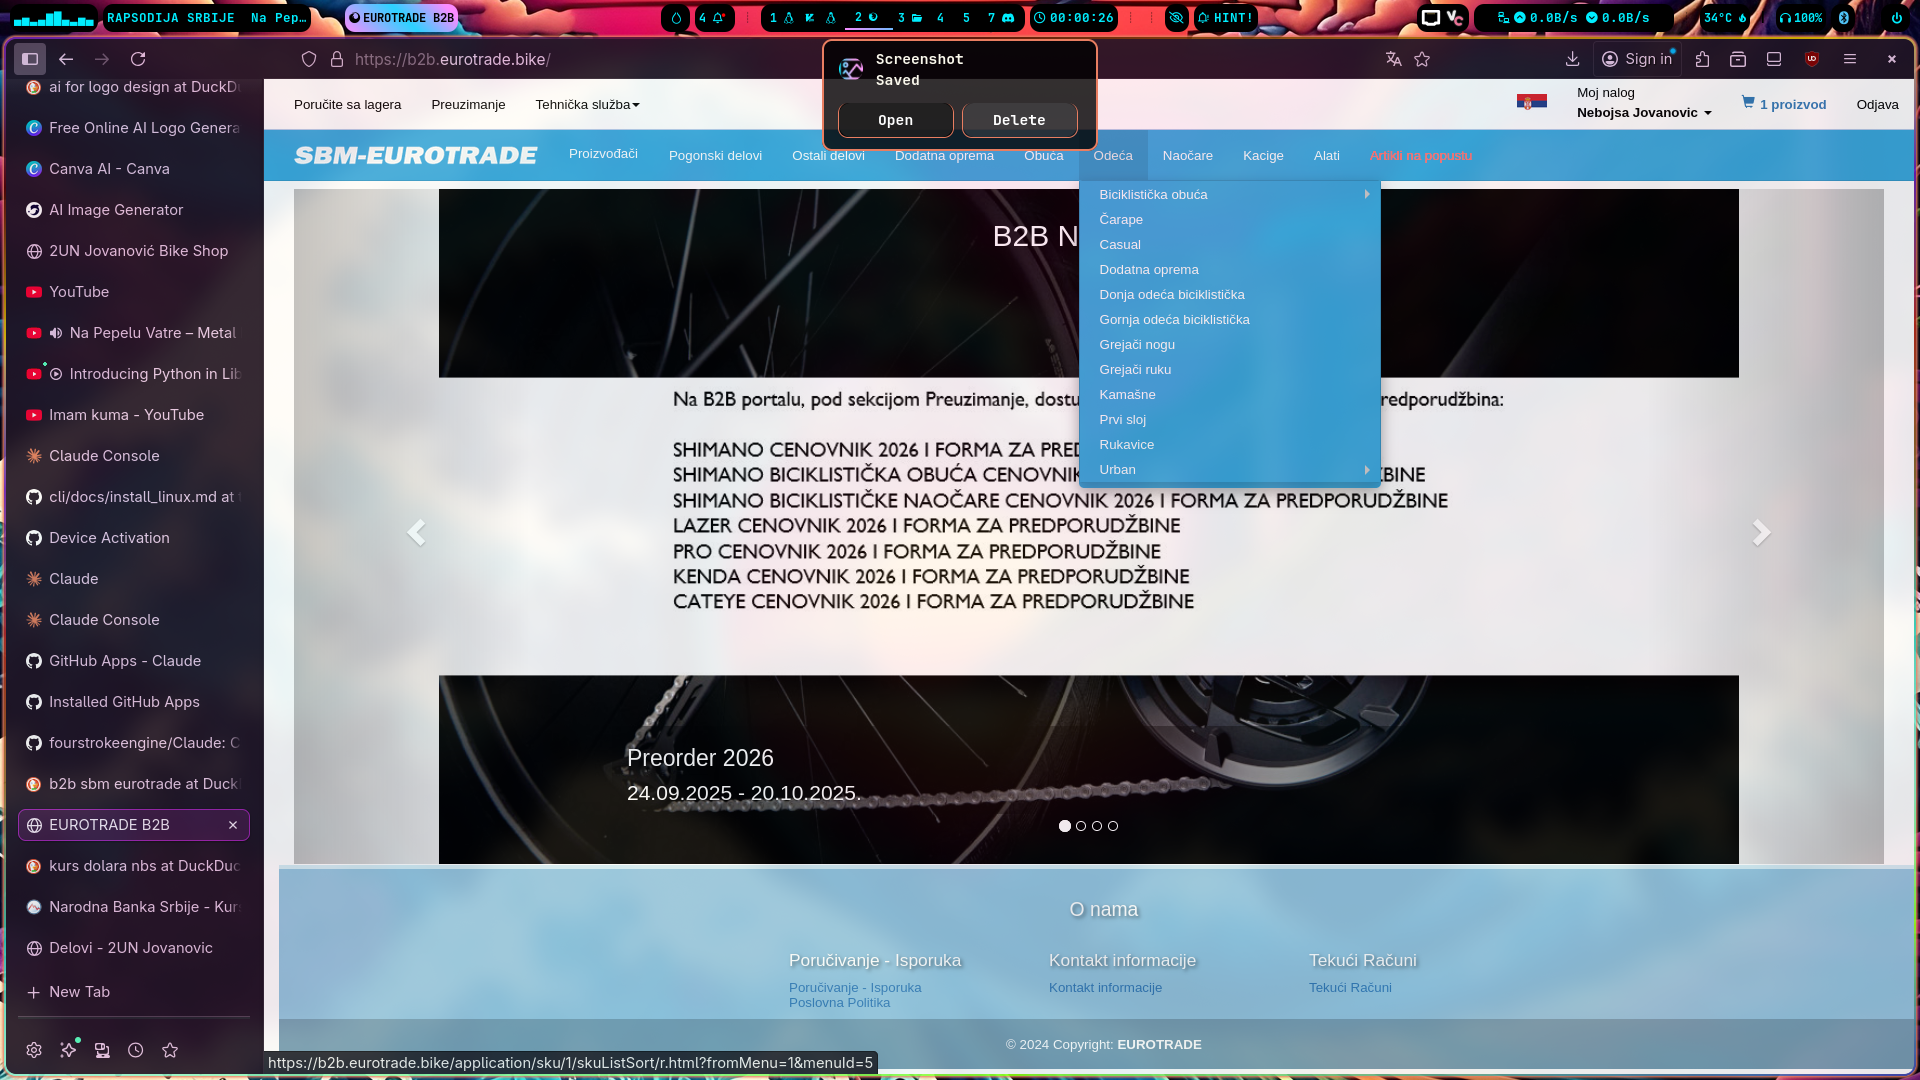 RAPSODIJA SRBIJE  Na Pep…
EUROTRADE B2B
4
1
2
3
4
5
7
00:00:26
HINT!
0.0B/s
0.0B/s
34°C
100%
https://b2b.eurotrade.bike/
Sign in
Screenshot
Saved
Open
Delete
ai for logo design at DuckDu
Free Online AI Logo Genera
Canva AI - Canva
AI Image Generator
2UN Jovanović Bike Shop
YouTube
Na Pepelu Vatre – Metal
Introducing Python in Lib
Imam kuma - YouTube
Claude Console
cli/docs/install_linux.md at t
Device Activation
Claude
Claude Console
GitHub Apps - Claude
Installed GitHub Apps
fourstrokeengine/Claude: C
b2b sbm eurotrade at Duck
EUROTRADE B2B
kurs dolara nbs at DuckDuc
Narodna Banka Srbije - Kur
Delovi - 2UN Jovanovic
New Tab
Poručite sa lagera
Preuzimanje
Tehnička služba
Moj nalog
Nebojsa Jovanovic
1 proizvod
Odjava
SBM-EUROTRADE
Proizvođači
Pogonski delovi
Ostali delovi
Dodatna oprema
Obuća
Odeća
Naočare
Kacige
Alati
Artikli na popustu
Biciklistička obuća
Čarape
Casual
Dodatna oprema
Donja odeća biciklistička
Gornja odeća biciklistička
Grejači nogu
Grejači ruku
Kamašne
Prvi sloj
Rukavice
Urban
B2B N
Na B2B portalu, pod sekcijom Preuzimanje, dostu redporudžbina:
SHIMANO CENOVNIK 2026 I FORMA ZA PRED
SHIMANO BICIKLISTIČKA OBUĆA CENOVNIK ŽBINE
SHIMANO BICIKLISTIČKE NAOČARE CENOVNIK 2026 I FORMA ZA PREDPORUDŽBINE
LAZER CENOVNIK 2026 I FORMA ZA PREDPORUDŽBINE
PRO CENOVNIK 2026 I FORMA ZA PREDPORUDŽBINE
KENDA CENOVNIK 2026 I FORMA ZA PREDPORUDŽBINE
CATEYE CENOVNIK 2026 I FORMA ZA PREDPORUDŽBINE
Preorder 2026
24.09.2025 - 20.10.2025.
O nama
Poručivanje - Isporuka
Kontakt informacije
Tekući Računi
Poručivanje - Isporuka
Kontakt informacije
Tekući Računi
Poslovna Politika
© 2024 Copyright: EUROTRADE
https://b2b.eurotrade.bike/application/sku/1/skuListSort/r.html?fromMenu=1&menuId=5